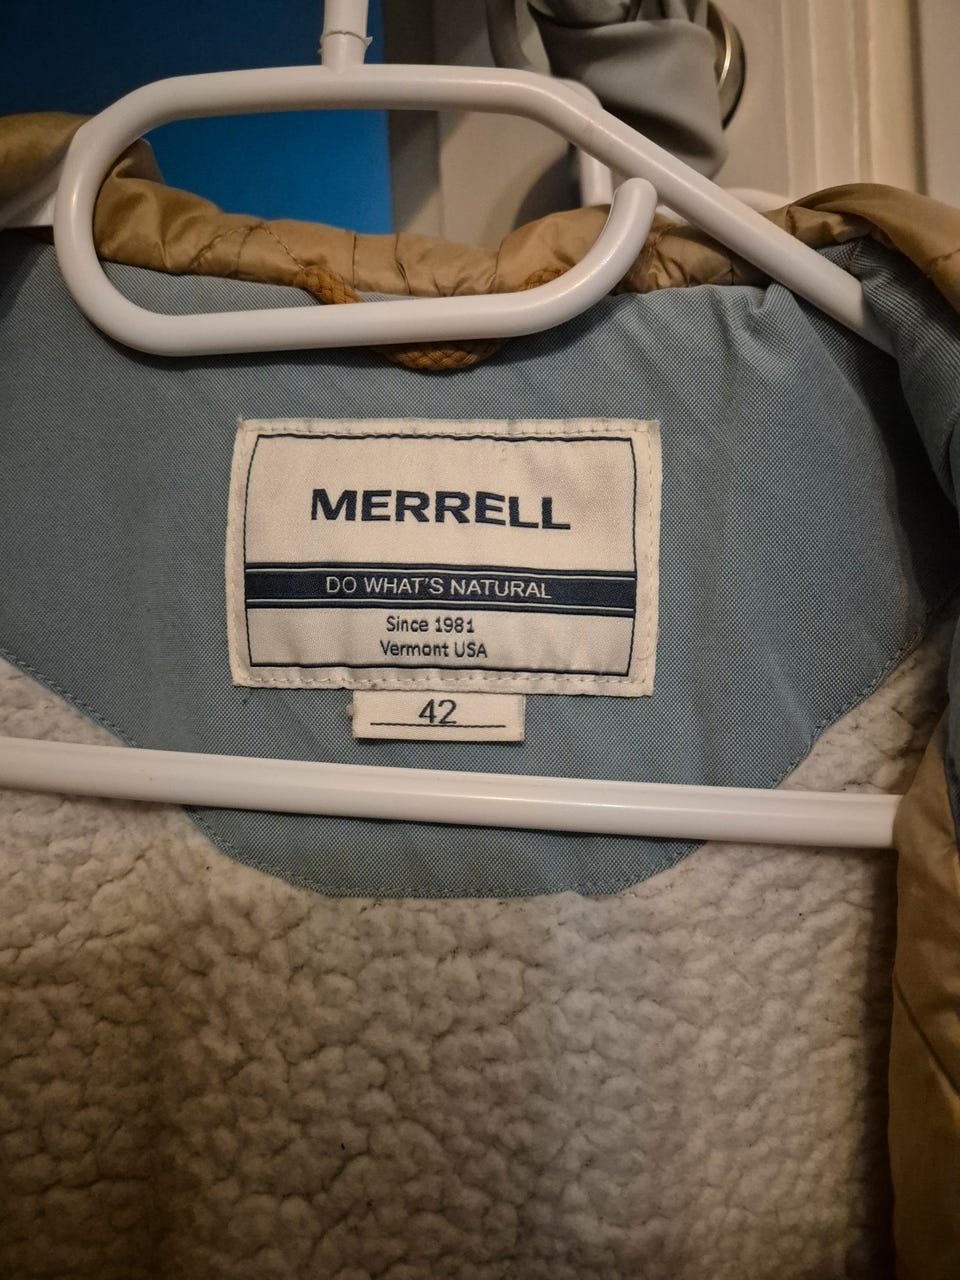 MERRELL
DO WHAT'S NATURAL
Since 1981
Vermont USA
42